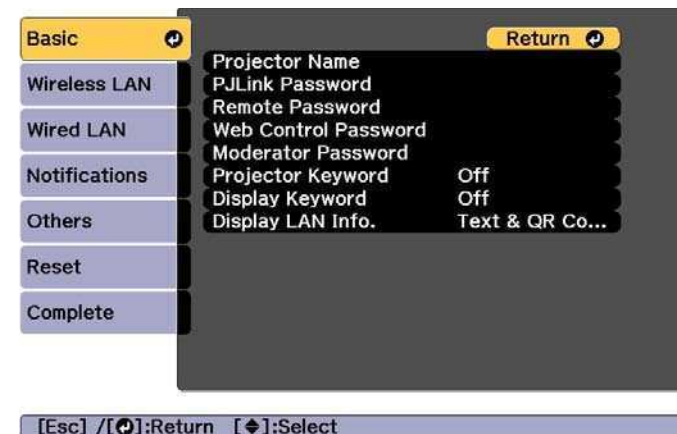 Basic
Return
Projector Name
PJLink Password
Wireless LAN
Remote Password
Web Control Password
Wired LAN
Moderator Password
Notifications
Projector Keyword Off
Display Keyword Off
Others
Display LAN Info. Text & QR Co...
Reset
Complete
[Esc] /[ ]:Return [ ]:Select